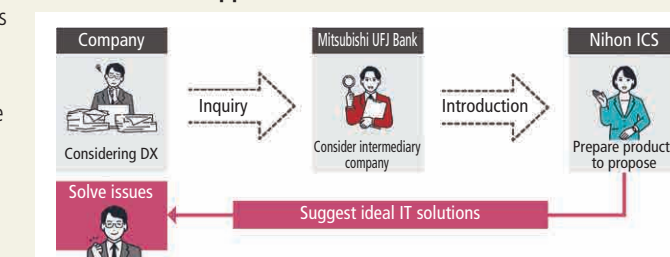 Company
Mitsubishi UFJ Bank
Nihon ICS
Inquiry
Introduction
Considering DX
Consider intermediary
company
Prepare product
to propose
Solve issues
Suggest ideal IT solutions